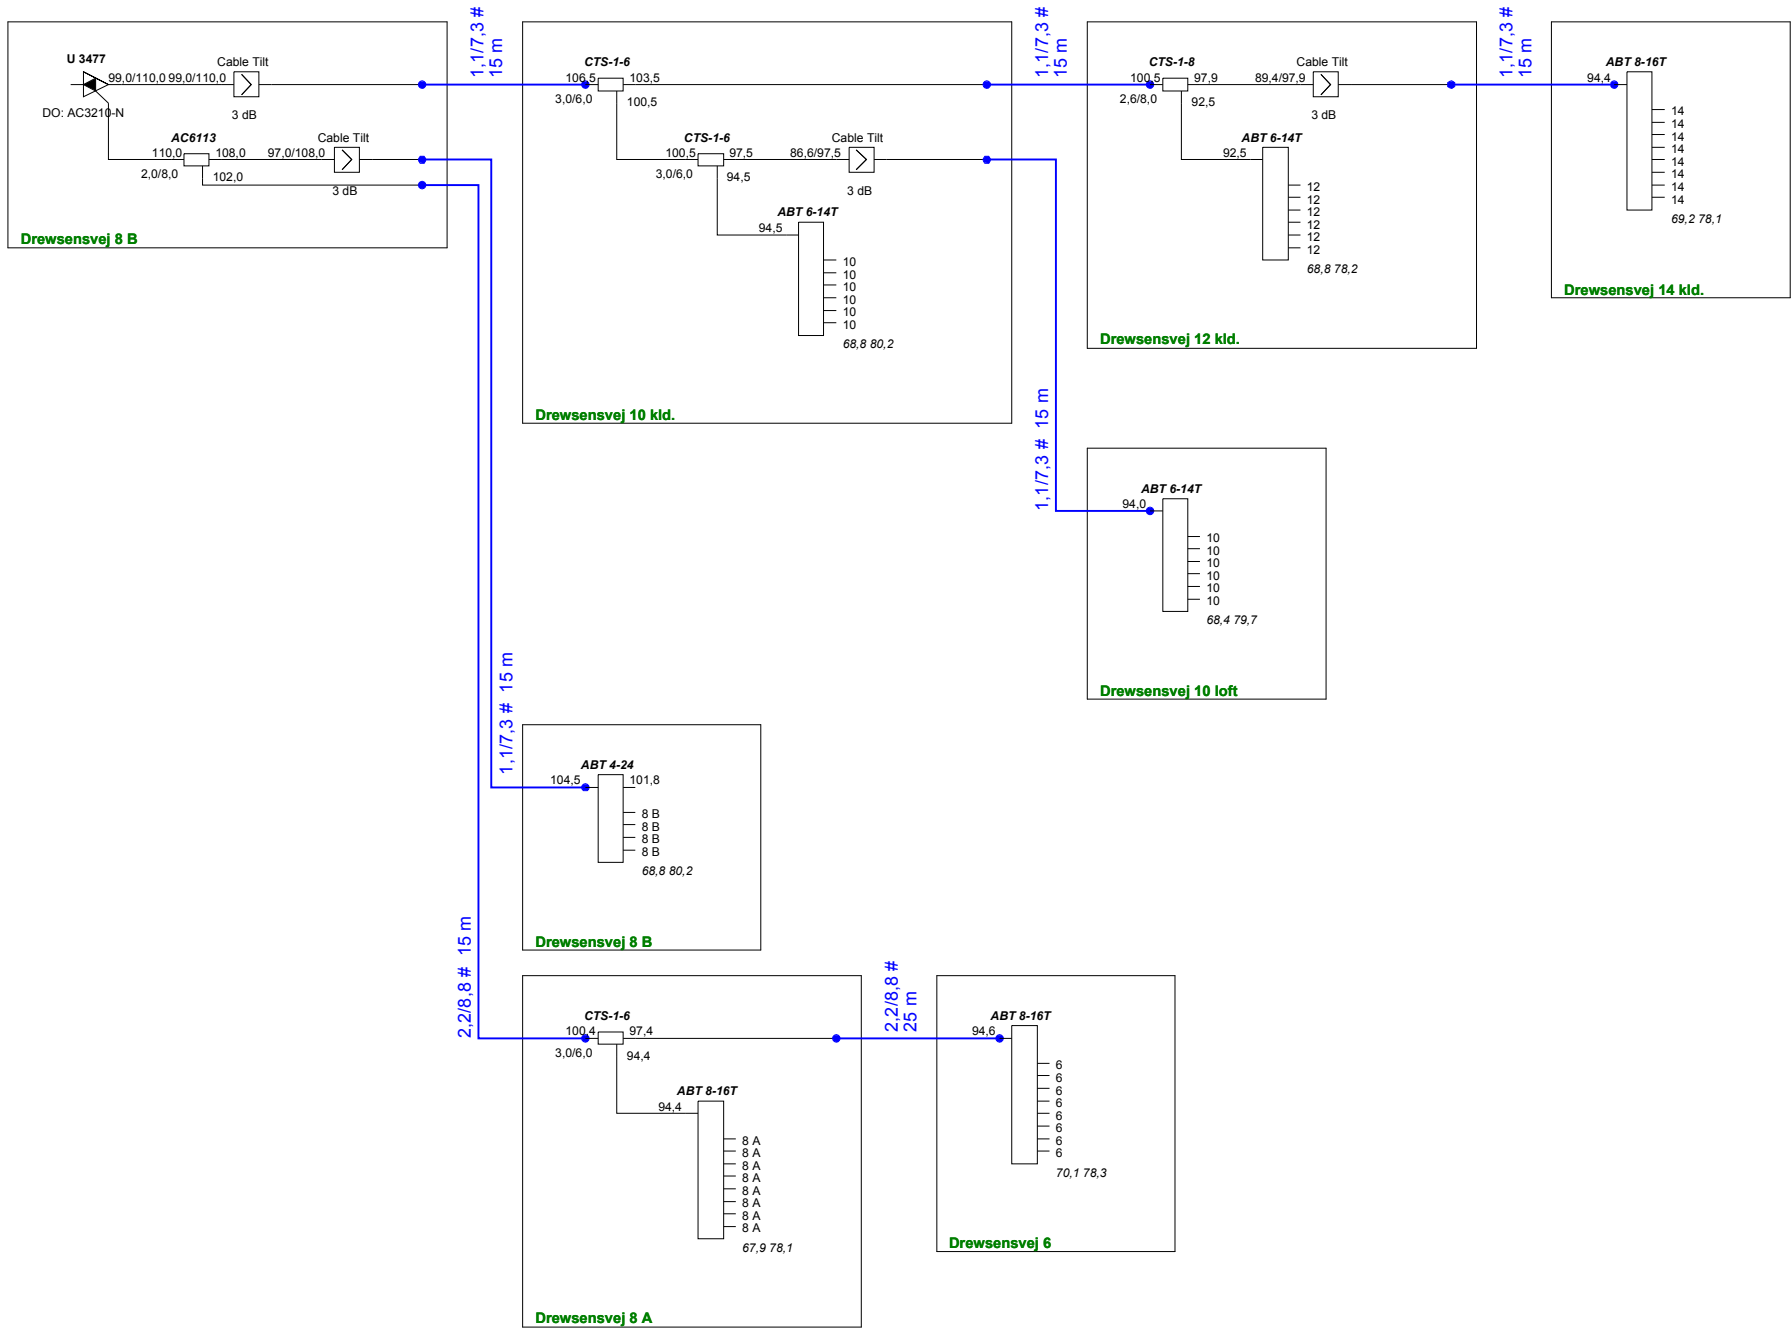 U 3477
99,0/110,0 99,0/110,0
Cable Tilt
3 dB
DO: AC3210-N
AC6113
110,0
108,0
97,0/108,0
Cable Tilt
2,0/8,0
102,0
3 dB
Drewsensvej 8 B
1,1/7,3 #
15 m
CTS-1-6
106,5
103,5
3,0/6,0
100,5
CTS-1-6
100,5
97,5
86,6/97,5
Cable Tilt
3,0/6,0
94,5
3 dB
ABT 6-14T
94,5
10
10
10
10
10
10
68,8 80,2
Drewsensvej 10 kld.
1,1/7,3 #
15 m
CTS-1-8
100,5
97,9
89,4/97,9
Cable Tilt
2,6/8,0
92,5
3 dB
ABT 6-14T
92,5
12
12
12
12
12
12
68,8 78,2
Drewsensvej 12 kld.
1,1/7,3 #
15 m
ABT 8-16T
94,4
14
14
14
14
14
14
14
14
69,2 78,1
Drewsensvej 14 kld.
1,1/7,3 # 15 m
ABT 6-14T
94,0
10
10
10
10
10
10
68,4 79,7
Drewsensvej 10 loft
1,1/7,3 # 15 m
ABT 4-24
104,5
101,8
8 B
8 B
8 B
8 B
68,8 80,2
Drewsensvej 8 B
2,2/8,8 # 15 m
CTS-1-6
100,4
97,4
3,0/6,0
94,4
ABT 8-16T
94,4
8 A
8 A
8 A
8 A
8 A
8 A
8 A
8 A
67,9 78,1
Drewsensvej 8 A
2,2/8,8 #
25 m
ABT 8-16T
94,6
6
6
6
6
6
6
6
6
70,1 78,3
Drewsensvej 6